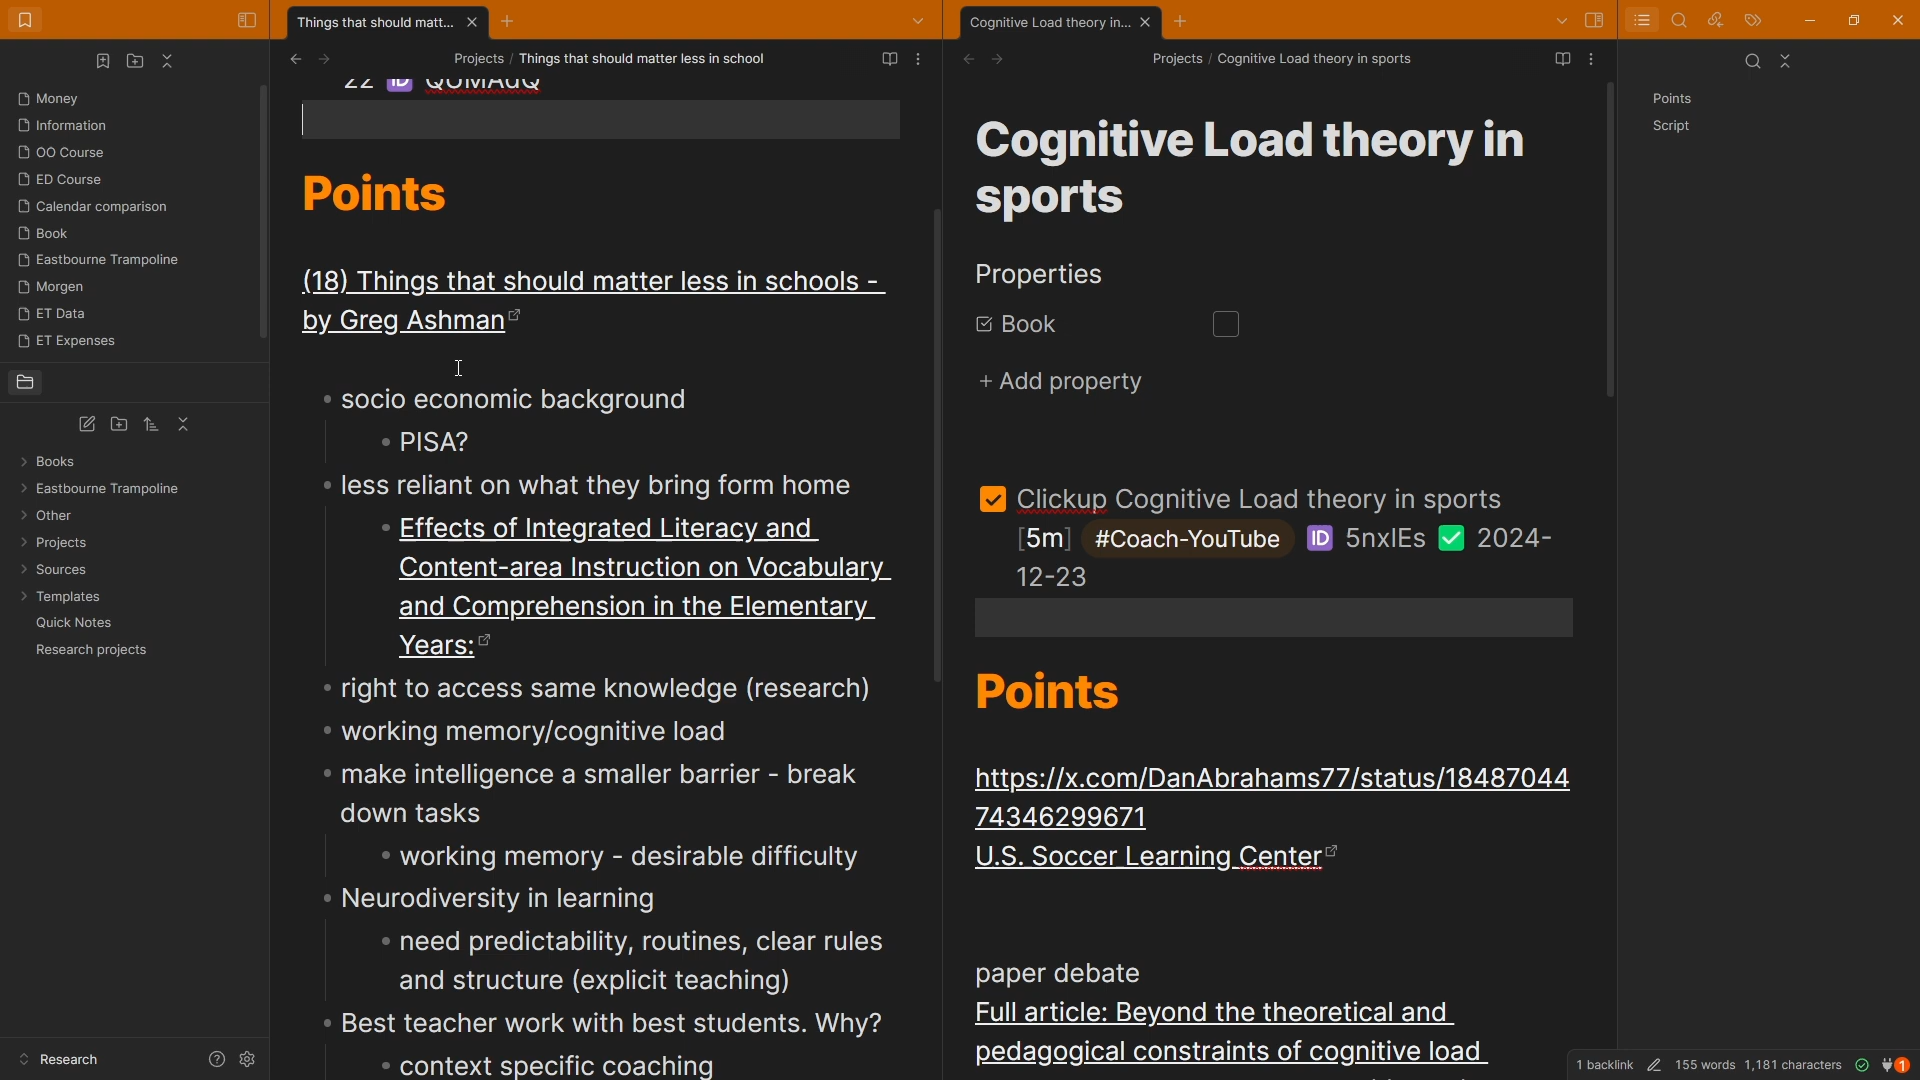 Things that should matt...
Cognitive Load theory in...
Projects / Things that should matter less in school
Projects / Cognitive Load theory in sports
Money
Information
OO Course
ED Course
Calendar comparison
Book
Eastbourne Trampoline
Morgen
ET Data
ET Expenses
Books
Eastbourne Trampoline
Other
Projects
Sources
Templates
Quick Notes
Research projects
Research
22 ID QUMAdQ
Points
(18) Things that should matter less in schools -
by Greg Ashman
socio economic background
PISA?
less reliant on what they bring form home
Effects of Integrated Literacy and
Content-area Instruction on Vocabulary
and Comprehension in the Elementary
Years:
right to access same knowledge (research)
working memory/cognitive load
make intelligence a smaller barrier - break
down tasks
working memory - desirable difficulty
Neurodiversity in learning
need predictability, routines, clear rules
and structure (explicit teaching)
Best teacher work with best students. Why?
context specific coaching
Cognitive Load theory in
sports
Properties
Book
+ Add property
Clickup Cognitive Load theory in sports
[5m] #Coach-YouTube ID 5nxlEs ✅ 2024-
12-23
Points
https://x.com/DanAbrahams77/status/18487044
74346299671
U.S. Soccer Learning Center
paper debate
Full article: Beyond the theoretical and
pedagogical constraints of cognitive load
Points
Script
1 backlink 155 words 1,181 characters 1